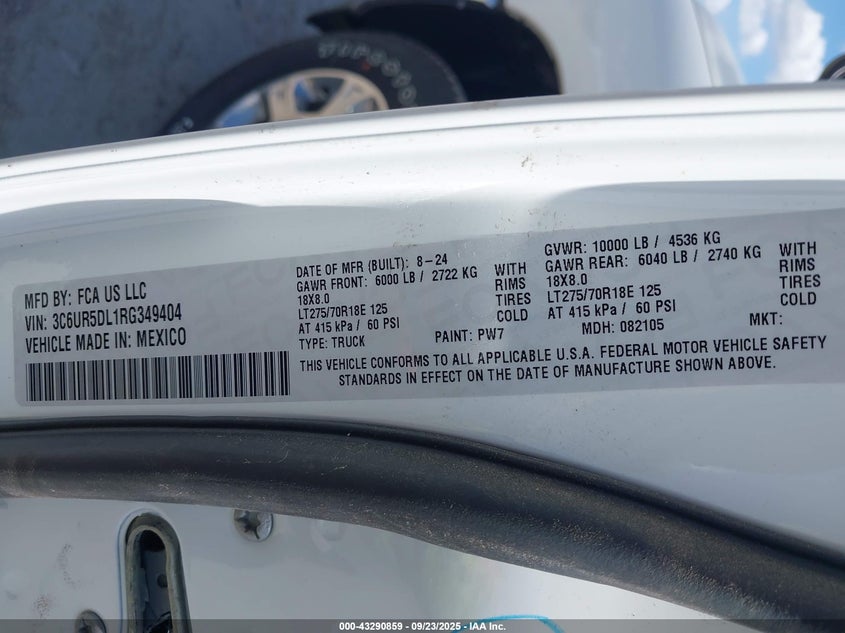 MFD BY: FCA US LLC
VIN: 3C6UR5DL1RG349404
VEHICLE MADE IN: MEXICO
DATE OF MFR (BUILT): 8-24
GAWR FRONT: 6000 LB / 2722 KG WITH
18X8.0 RIMS
LT275/70R18E 125 TIRES
AT 415 kPa / 60 PSI COLD
TYPE: TRUCK PAINT: PW7
GVWR: 10000 LB / 4536 KG
GAWR REAR: 6040 LB / 2740 KG WITH
18X8.0 RIMS
LT275/70R18E 125 TIRES
AT 415 kPa / 60 PSI COLD
MDH: 082105 MKT:
THIS VEHICLE CONFORMS TO ALL APPLICABLE U.S.A. FEDERAL MOTOR VEHICLE SAFETY
STANDARDS IN EFFECT ON THE DATE OF MANUFACTURE SHOWN ABOVE.
000-43290859 - 09/23/2025 - IAA Inc.